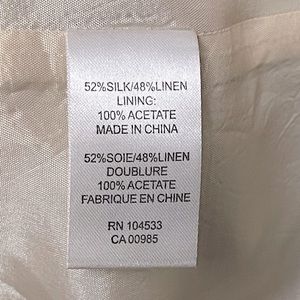 52%SILK/48%LINEN
LINING:
100% ACETATE
MADE IN CHINA
52%SOIE/48%LINEN
DOUBLURE
100% ACETATE
FABRIQUE EN CHINE
RN 104533
CA 00985